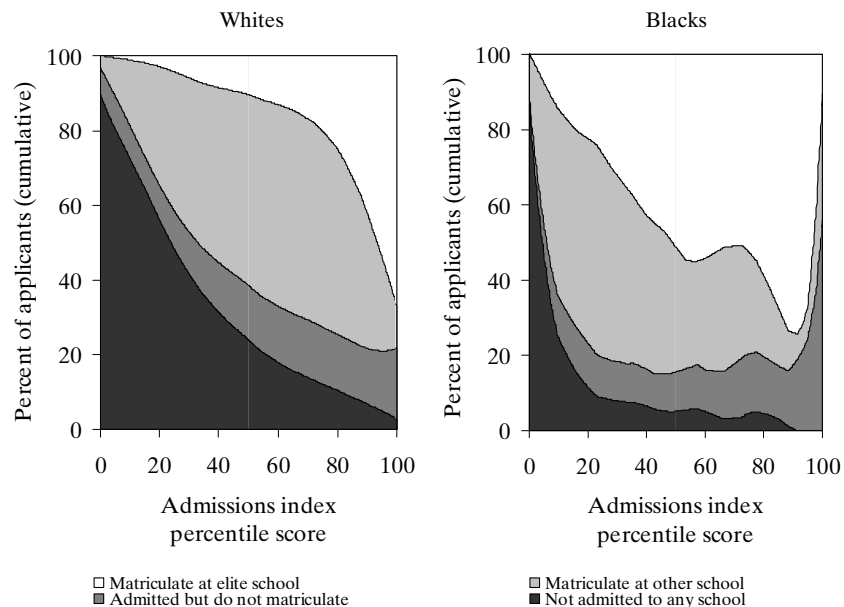 Whites
Blacks
Percent of applicants (cumulative)
100
80
60
40
20
0
0 20 40 60 80 100
Admissions index
percentile score
Percent of applicants (cumulative)
100
80
60
40
20
0
0 20 40 60 80 100
Admissions index
percentile score
Matriculate at elite school
Admitted but do not matriculate
Matriculate at other school
Not admitted to any school